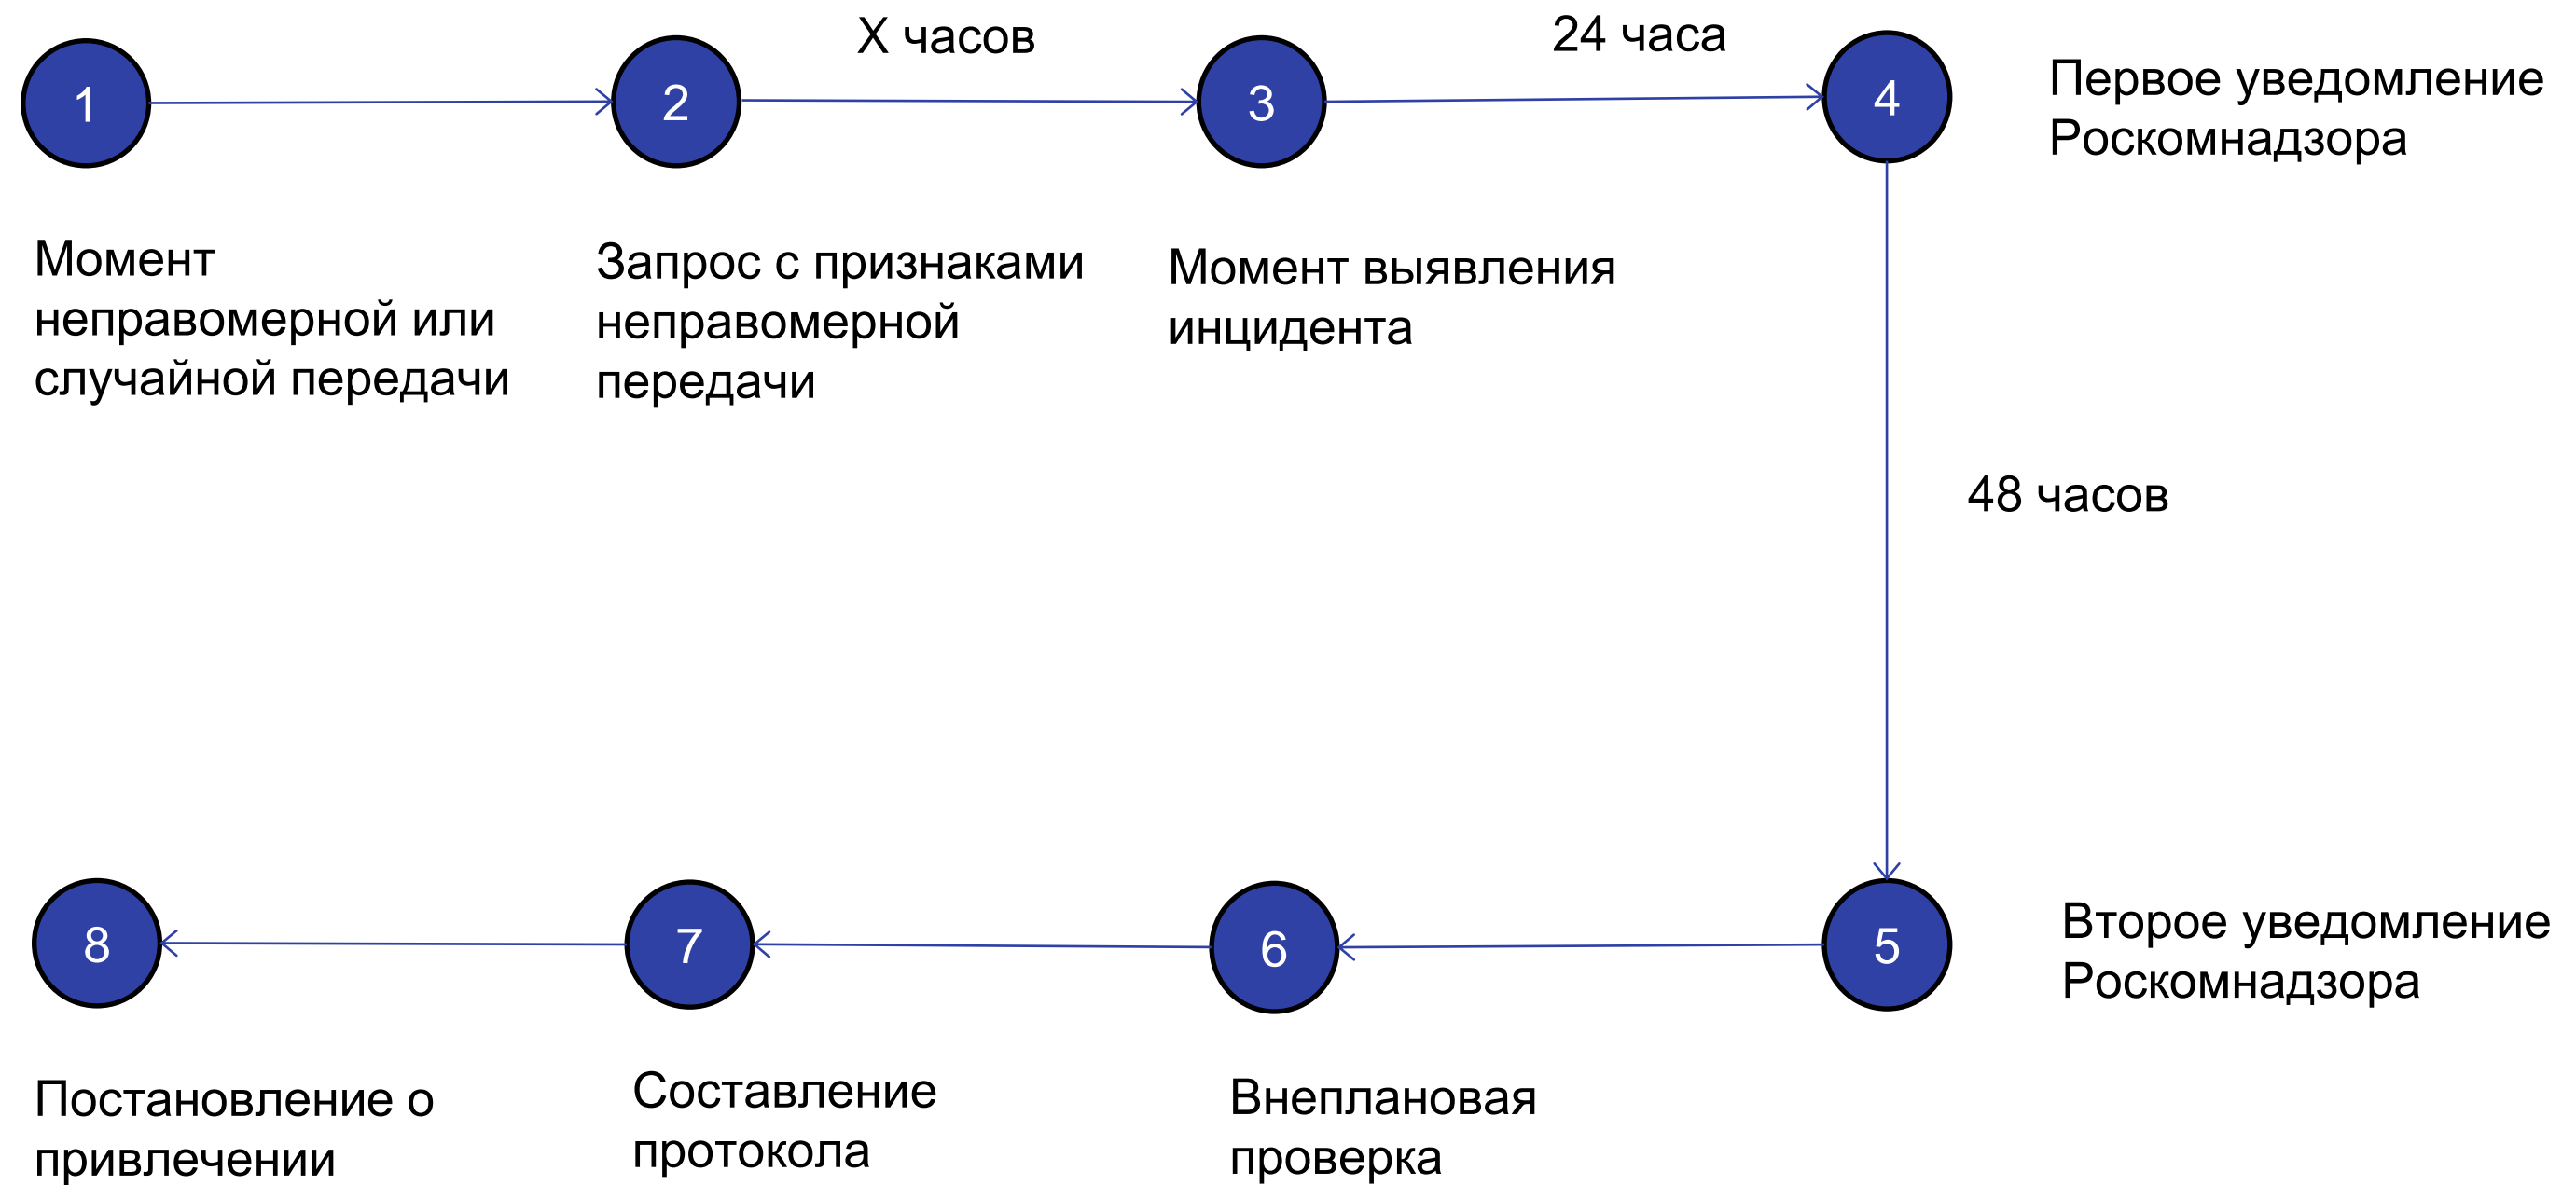 X часов
24 часа
1
2
3
4
Первое уведомление
Роскомнадзора
Момент
неправомерной или
случайной передачи
Запрос с признаками
неправомерной
передачи
Момент выявления
инцидента
48 часов
8
7
6
5
Второе уведомление
Роскомнадзора
Постановление о
привлечении
Составление
протокола
Внеплановая
проверка